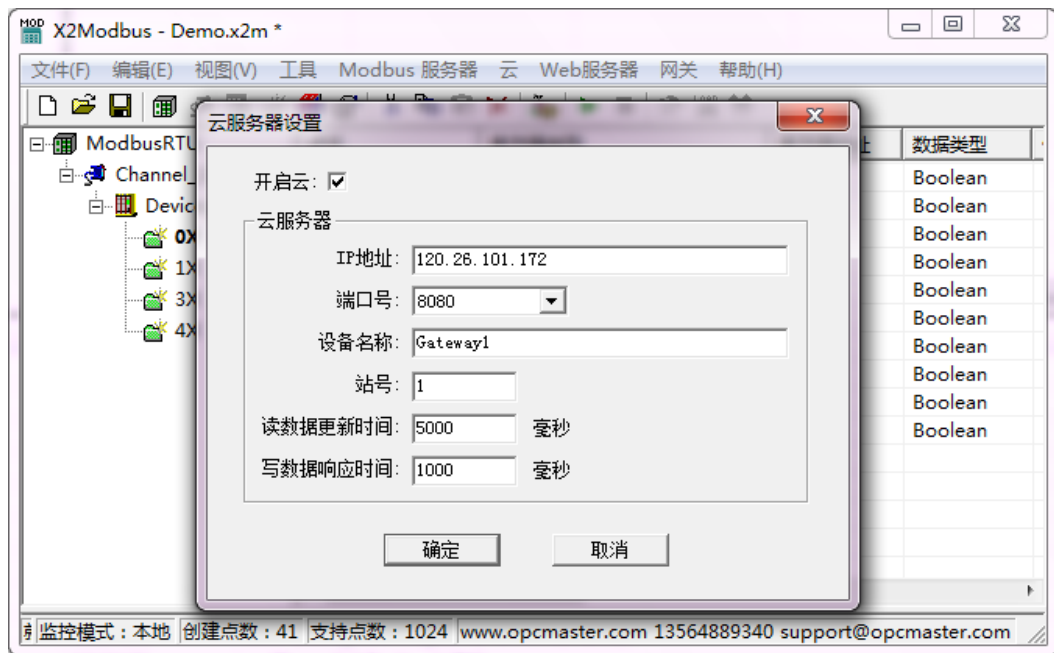 MOD X2Modbus - Demo.x2m *
文件(F) 编辑(E) 视图(V) 工具 Modbus 服务器 云 Web服务器 网关 帮助(H)
云服务器设置
ModbusRTU
Channel_
Devic
0X
1X
3X
4X
开启云:
云服务器
IP地址: 120.26.101.172
端口号: 8080
设备名称: Gateway1
站号: 1
读数据更新时间: 5000 毫秒
写数据响应时间: 1000 毫秒
确定 取消
数据类型
Boolean
Boolean
Boolean
Boolean
Boolean
Boolean
Boolean
Boolean
Boolean
Boolean
监控模式：本地 创建点数：41 支持点数：1024 www.opcmaster.com 13564889340 support@opcmaster.com